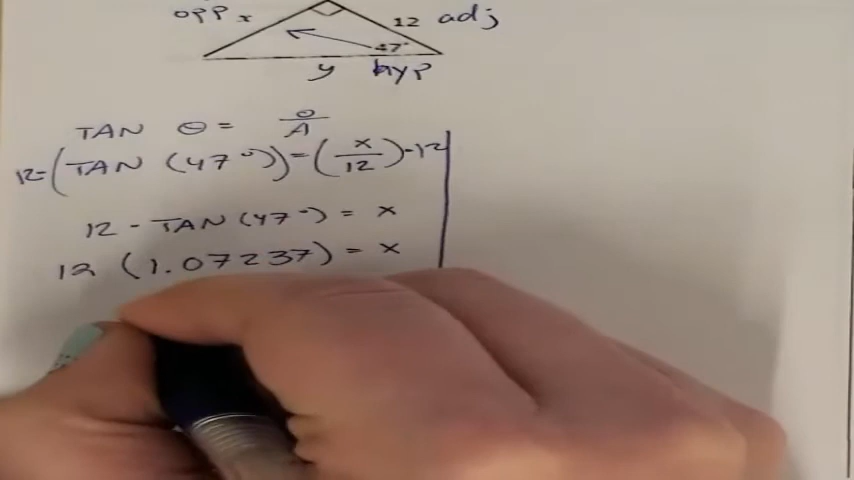 opp x 12 adj
47°
y hyp
TAN θ = O/A
12·(TAN (47°)) = (x/12)·12
12 · TAN (47°) = x
12 (1.07237) = x